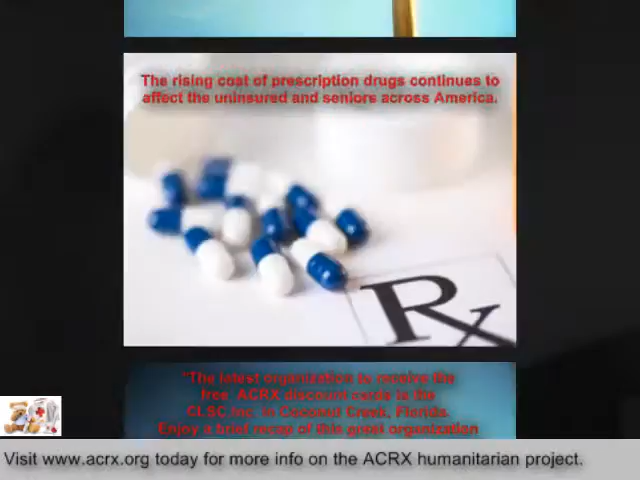 The rising cost of prescription drugs continues to
affect the uninsured and seniors across America.
Rx
"The latest organization to receive the
free ACRX discount cards is the
CLSC,Inc. in Coconut Creek, Florida.
Enjoy a brief recap of this great organization
Visit www.acrx.org today for more info on the ACRX humanitarian project.